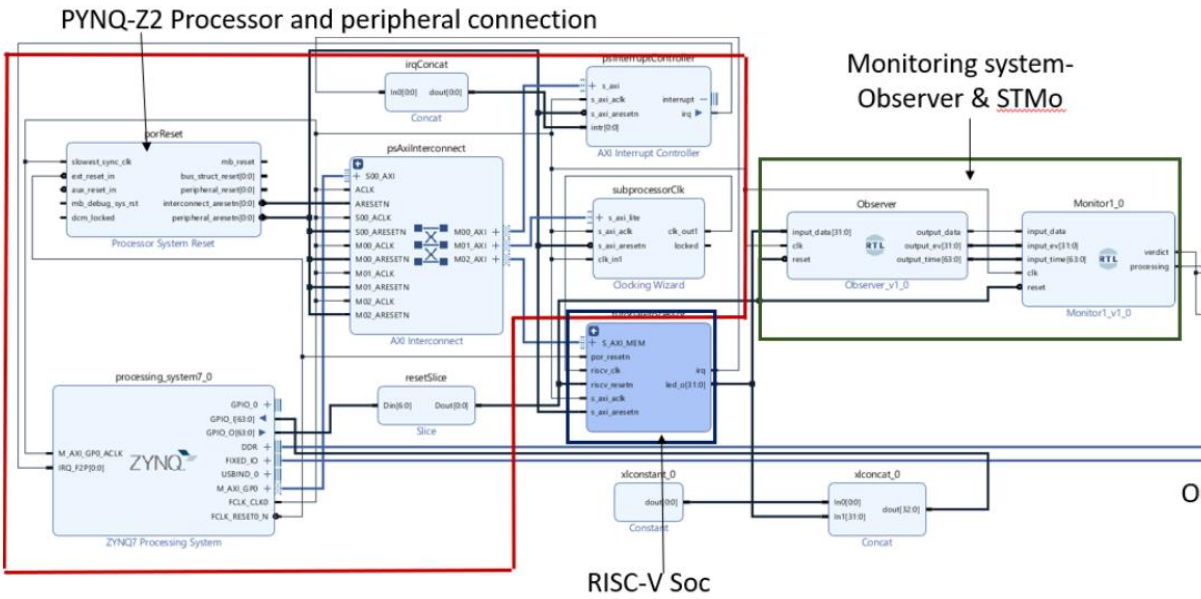 PYNQ-Z2 Processor and peripheral connection
Monitoring system-
Observer & STMo
irqConcat
In0[0:0] dout[0:0]
Concat
psInterruptController
s_axi
s_axi_aclk interrupt
s_axi_aresetn irq
intr[0:0]
AXI Interrupt Controller
porReset
slowest_sync_clk mb_reset
ext_reset_in bus_struct_reset[0:0]
aux_reset_in peripheral_reset[0:0]
mb_debug_sys_rst interconnect_aresetn[0:0]
dcm_locked peripheral_aresetn[0:0]
Processor System Reset
psAxiInterconnect
S00_AXI
ACLK
ARESETN
S00_ACLK
S00_ARESETN M00_AXI
M00_ACLK M01_AXI
M00_ARESETN M02_AXI
M01_ACLK
M01_ARESETN
M02_ACLK
M02_ARESETN
AXI Interconnect
subprocessorClk
s_axi_lite
s_axi_aclk clk_out1
s_axi_aresetn locked
clk_in1
Clocking Wizard
Observer
input_data[31:0] output_data
clk output_ev[31:0]
reset output_time[63:0]
RTL
Observer_v1_0
Monitor1_0
input_data
input_ev[31:0] verdict
input_time[63:0] processing
clk
reset
RTL
Monitor1_v1_0
S_AXI_MEM
por_resetn
riscv_clk irq
riscv_resetn led_o[31:0]
s_axi_aclk
s_axi_aresetn
processing_system7_0
GPIO_0
GPIO_I[63:0]
GPIO_O[63:0]
DDR
M_AXI_GP0_ACLK FIXED_IO
IRQ_F2P[0:0] USBIND_0
M_AXI_GP0
FCLK_CLK0
FCLK_RESET0_N
ZYNQ
ZYNQ7 Processing System
resetSlice
Din[6:0] Dout[0:0]
Slice
xlconstant_0
dout[0:0]
Constant
xlconcat_0
In0[0:0] dout[32:0]
In1[31:0]
Concat
O
RISC-V Soc